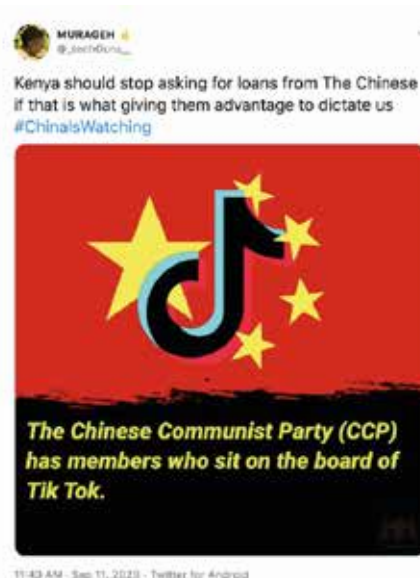 MURAGEH
Kenya should stop asking for loans from The Chinese
if that is what giving them advantage to dictate us
#ChinaIsWatching
The Chinese Communist Party (CCP)
has members who sit on the board of
Tik Tok.
11:43 AM · Sep 11, 2023 · Twitter for Android